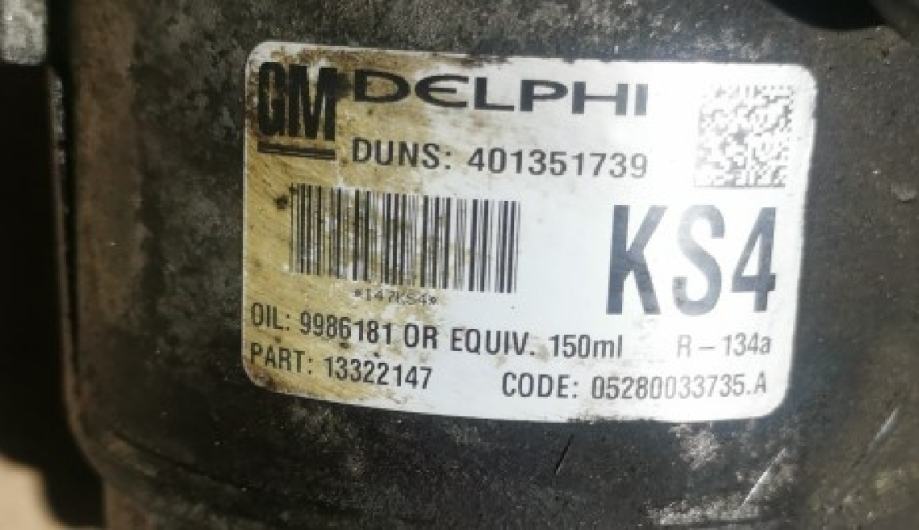 GM DELPHI
DUNS: 401351739
*147KS4*
KS4
OIL: 9986181 OR EQUIV. 150ml R-134a
PART: 13322147 CODE: 05280033735.A